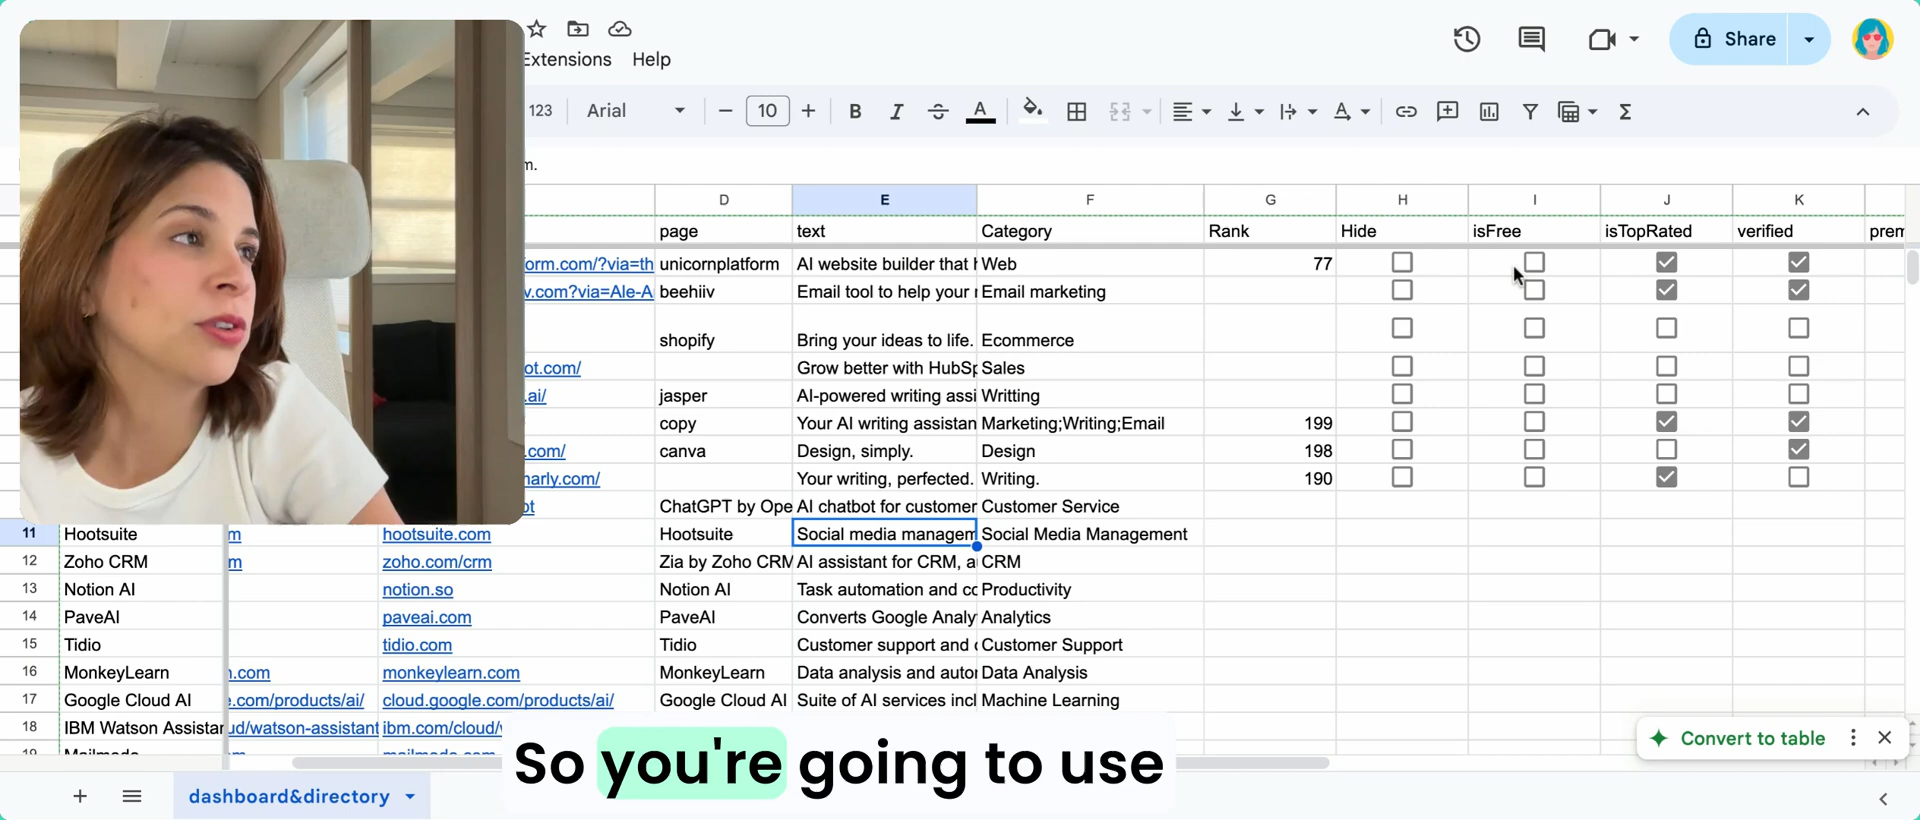 Share
Extensions Help
123 Arial 10 B I A A
m.
D E F G H I J K
page text Category Rank Hide isFree isTopRated verified prem
orm.com/?via=th unicornplatform AI website builder that h Web 77
v.com?via=Ale-A beehiiv Email tool to help your Email marketing
shopify Bring your ideas to life. Ecommerce
ot.com/ Grow better with HubSp Sales
.ai/ jasper AI-powered writing assi Writting
copy Your AI writing assistan Marketing;Writing;Email 199
.com/ canva Design, simply. Design 198
narly.com/ Your writing, perfected. Writing. 190
ot ChatGPT by Ope AI chatbot for customer Customer Service
11 Hootsuite m hootsuite.com Hootsuite Social media managem Social Media Management
12 Zoho CRM m zoho.com/crm Zia by Zoho CRM AI assistant for CRM, a CRM
13 Notion AI notion.so Notion AI Task automation and co Productivity
14 PaveAI paveai.com PaveAI Converts Google Analy Analytics
15 Tidio tidio.com Tidio Customer support and c Customer Support
16 MonkeyLearn n.com monkeylearn.com MonkeyLearn Data analysis and autor Data Analysis
17 Google Cloud AI e.com/products/ai/ cloud.google.com/products/ai/ Google Cloud AI Suite of AI services incl Machine Learning
18 IBM Watson Assistar ud/watson-assistant ibm.com/cloud/
Convert to table
So you're going to use
dashboard&directory